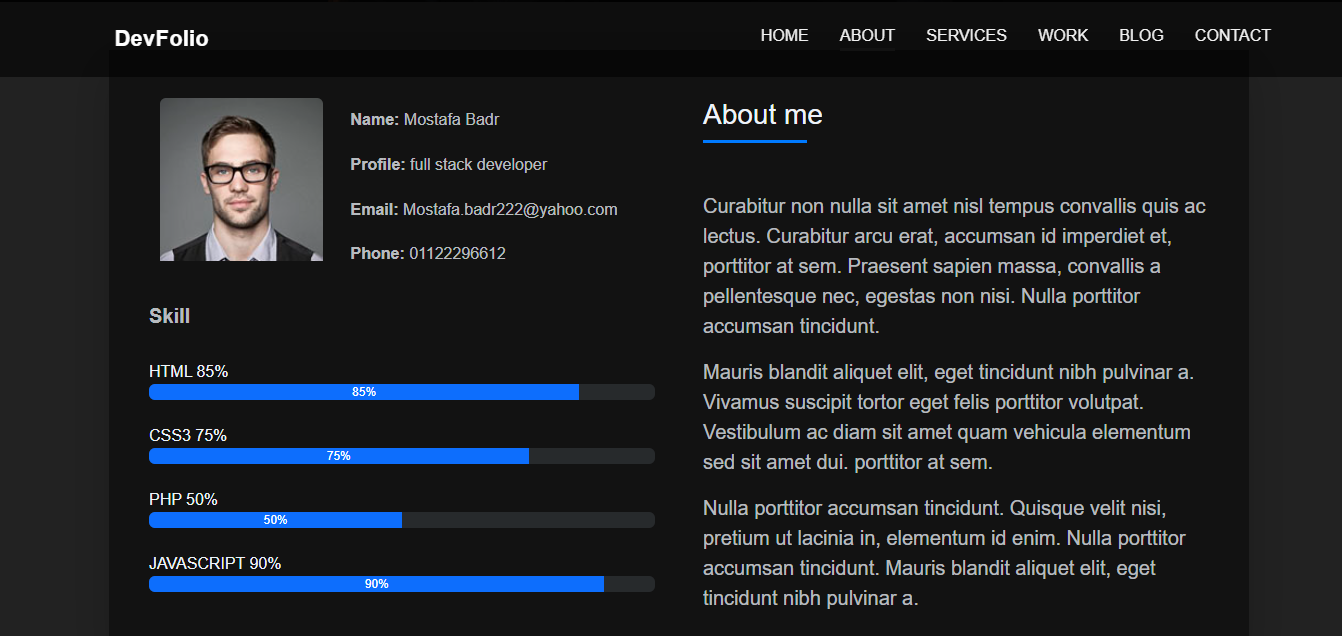 DevFolio
HOME ABOUT SERVICES WORK BLOG CONTACT
Name: Mostafa Badr
Profile: full stack developer
Email: Mostafa.badr222@yahoo.com
Phone: 01122296612
Skill
HTML 85%
85%
CSS3 75%
75%
PHP 50%
50%
JAVASCRIPT 90%
90%
About me
Curabitur non nulla sit amet nisl tempus convallis quis ac
lectus. Curabitur arcu erat, accumsan id imperdiet et,
porttitor at sem. Praesent sapien massa, convallis a
pellentesque nec, egestas non nisi. Nulla porttitor
accumsan tincidunt.
Mauris blandit aliquet elit, eget tincidunt nibh pulvinar a.
Vivamus suscipit tortor eget felis porttitor volutpat.
Vestibulum ac diam sit amet quam vehicula elementum
sed sit amet dui. porttitor at sem.
Nulla porttitor accumsan tincidunt. Quisque velit nisi,
pretium ut lacinia in, elementum id enim. Nulla porttitor
accumsan tincidunt. Mauris blandit aliquet elit, eget
tincidunt nibh pulvinar a.